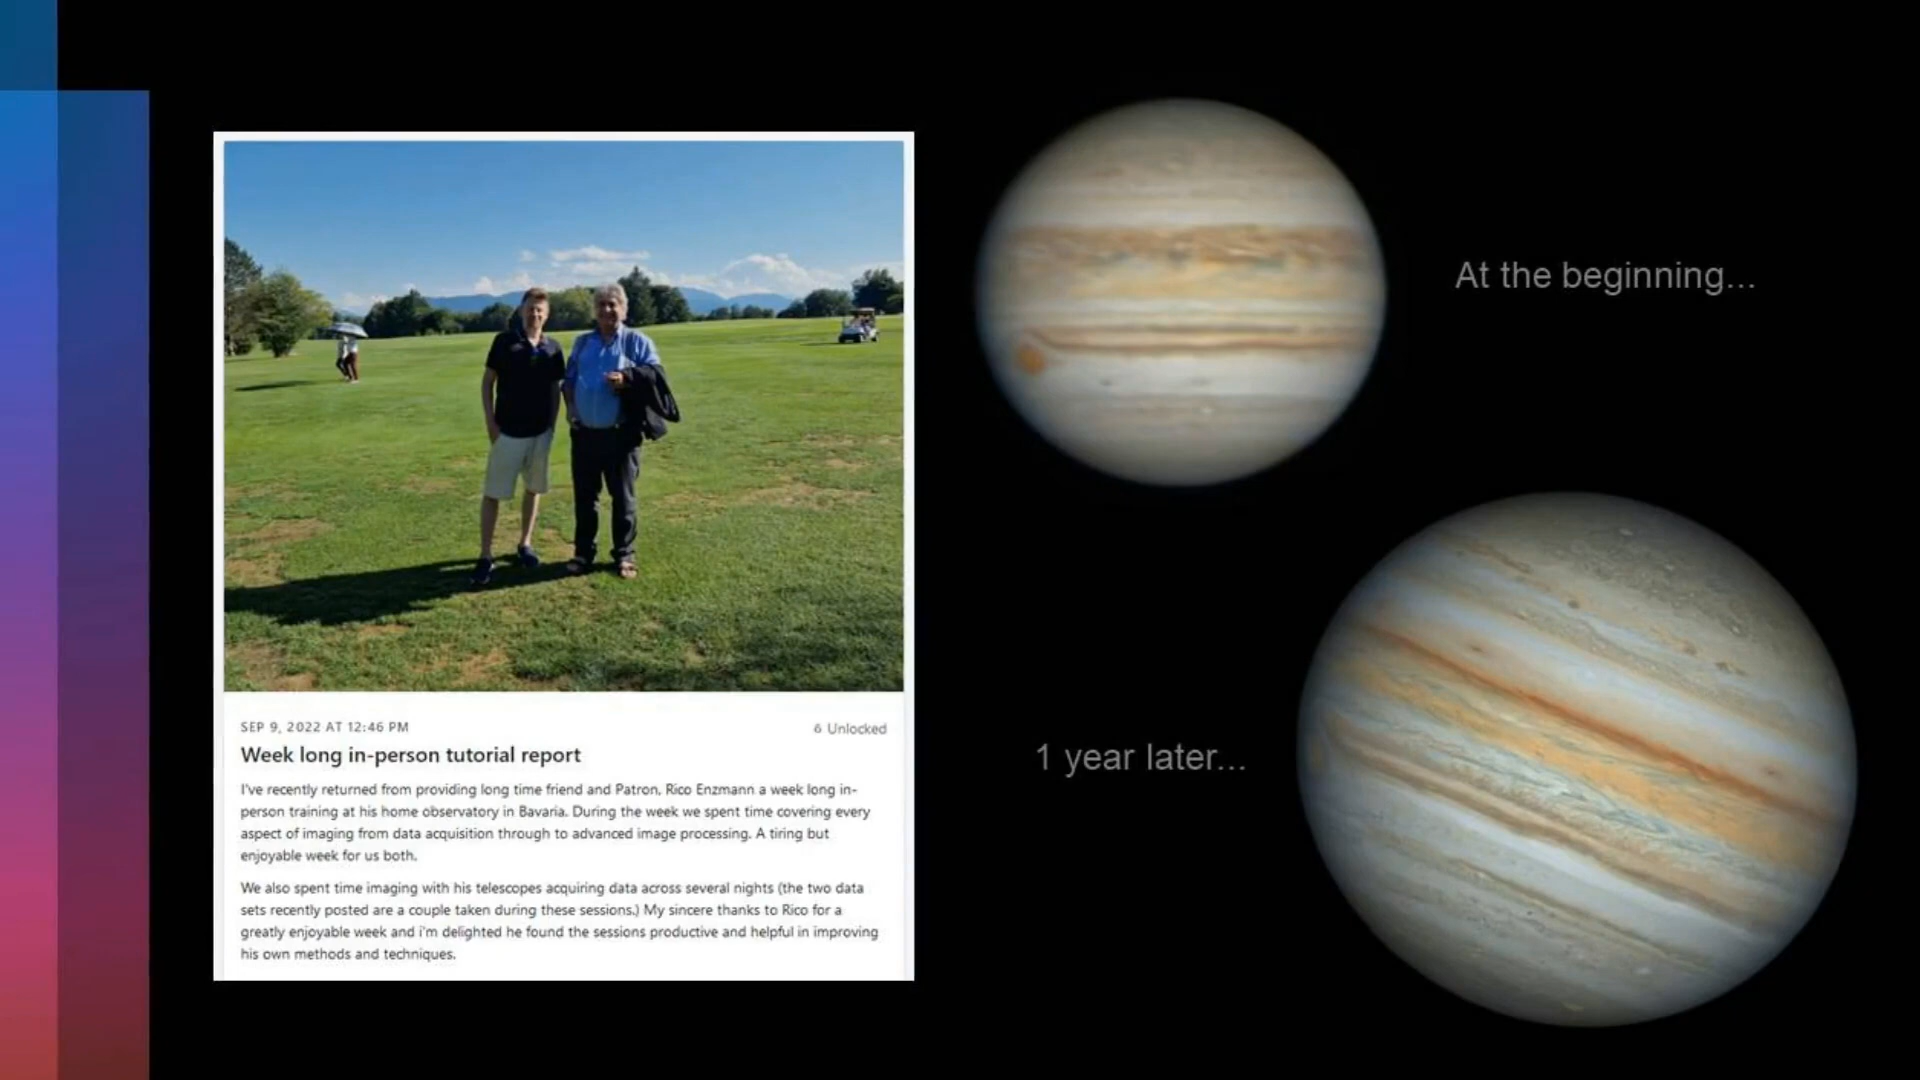 SEP 9, 2022 AT 12:46 PM
6 Unlocked
Week long in-person tutorial report
I've recently returned from providing long time friend and Patron, Rico Enzmann a week long in-
person training at his home observatory in Bavaria. During the week we spent time covering every
aspect of imaging from data acquisition through to advanced image processing. A tiring but
enjoyable week for us both.
We also spent time imaging with his telescopes acquiring data across several nights (the two data
sets recently posted are a couple taken during these sessions.) My sincere thanks to Rico for a
greatly enjoyable week and i'm delighted he found the sessions productive and helpful in improving
his own methods and techniques.
At the beginning...
1 year later...